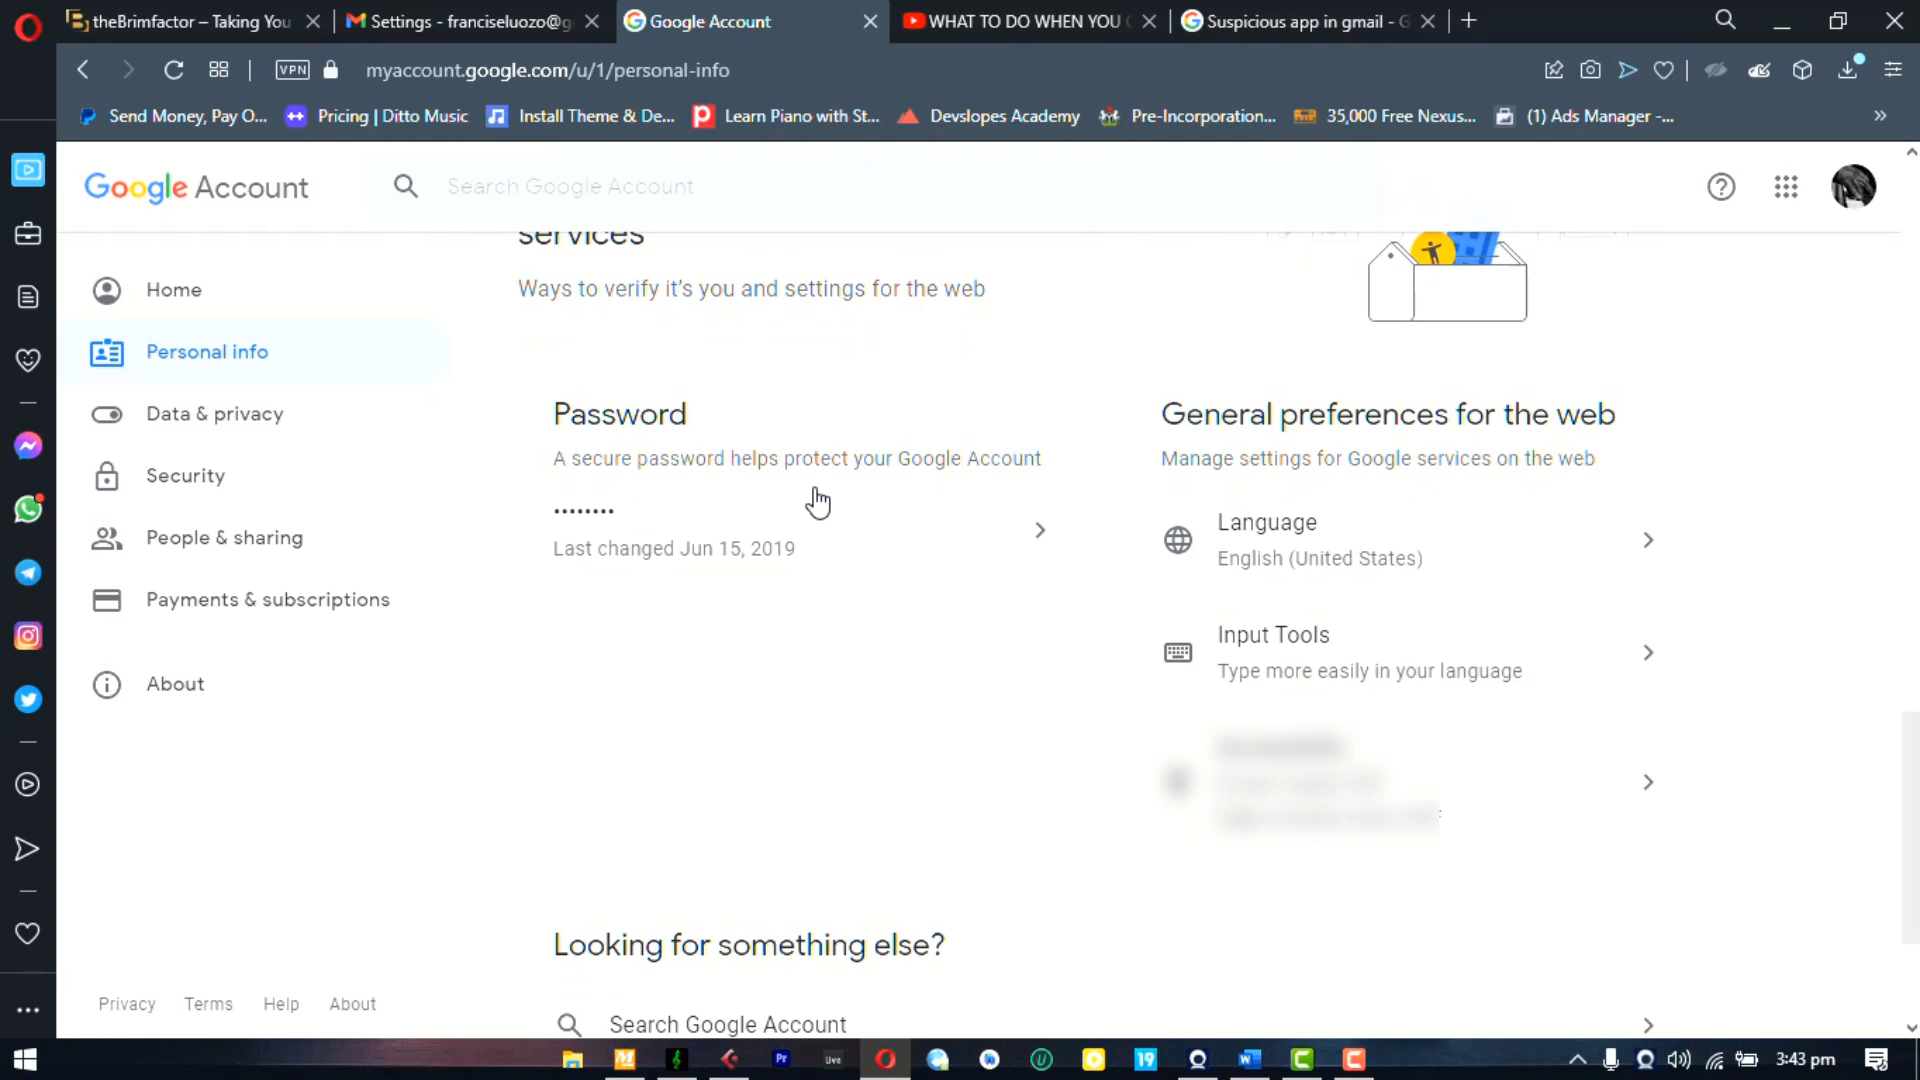 theBrimfactor – Taking You
Settings - franciseluozo@g
Google Account
WHAT TO DO WHEN YOU
Suspicious app in gmail - G
VPN
myaccount.google.com/u/1/personal-info
Send Money, Pay O...
Pricing | Ditto Music
Install Theme & De...
Learn Piano with St...
Devslopes Academy
Pre-Incorporation...
35,000 Free Nexus...
(1) Ads Manager -...
Google Account
Search Google Account
services
Ways to verify it's you and settings for the web
Home
Personal info
Data & privacy
Security
People & sharing
Payments & subscriptions
About
Password
A secure password helps protect your Google Account
••••••••
Last changed Jun 15, 2019
General preferences for the web
Manage settings for Google services on the web
Language
English (United States)
Input Tools
Type more easily in your language
Looking for something else?
Search Google Account
Privacy
Terms
Help
About
Pr
Live
19
3:43 pm